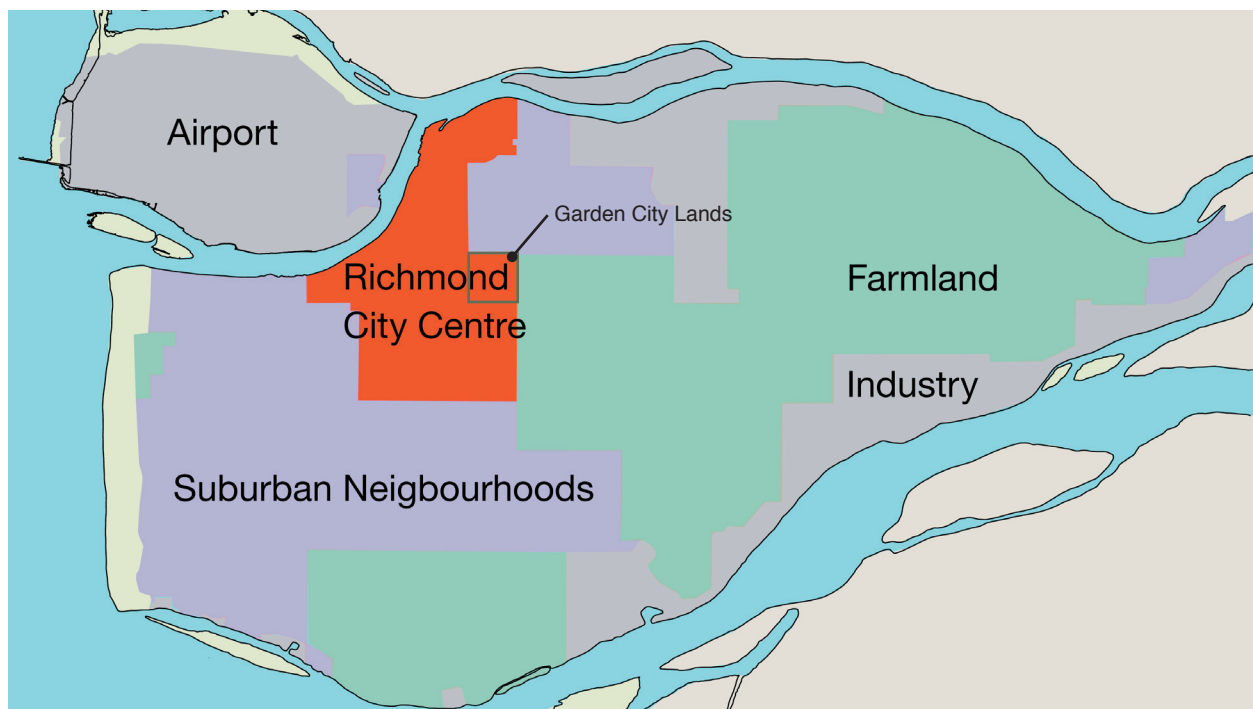 Airport
Garden City Lands
Richmond
City Centre
Farmland
Industry
Suburban Neigbourhoods